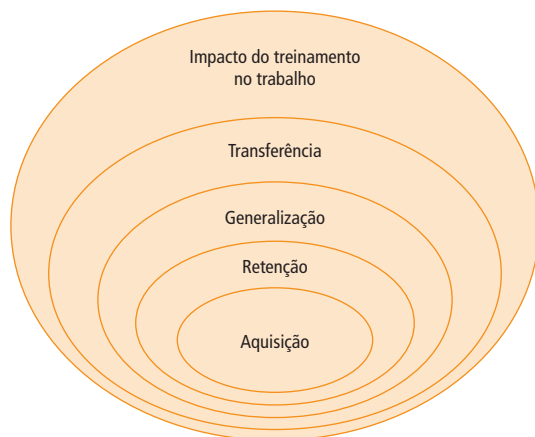 Impacto do treinamento
no trabalho
Transferência
Generalização
Retenção
Aquisição